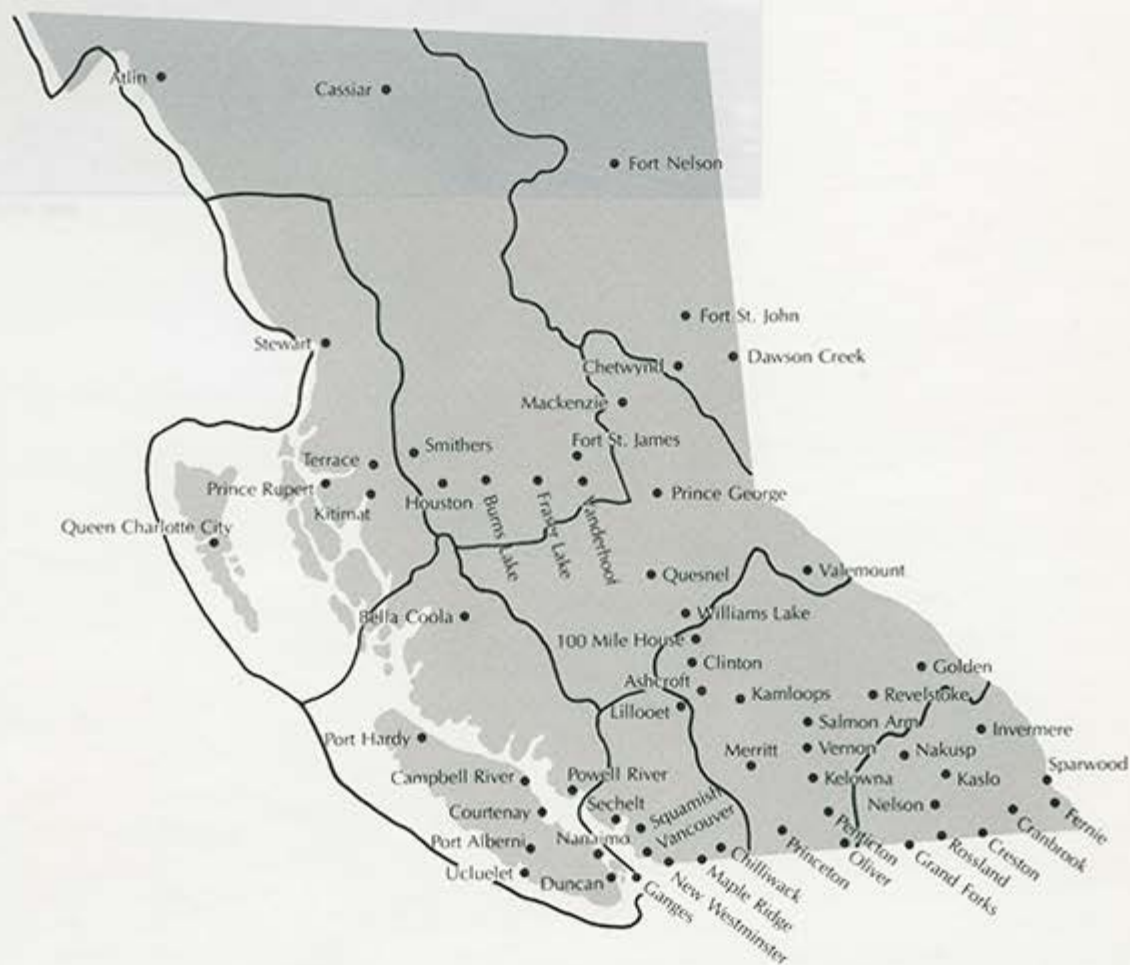 Atlin
Cassiar
Fort Nelson
Fort St. John
Stewart
Dawson Creek
Chetwynd
Mackenzie
Fort St. James
Smithers
Terrace
Prince Rupert
Kitimat
Houston
Burns Lake
Fraser Lake
Vanderhoof
Prince George
Queen Charlotte City
Quesnel
Valemount
Bella Coola
Williams Lake
100 Mile House
Clinton
Golden
Ashcroft
Kamloops
Revelstoke
Lillooet
Salmon Arm
Invermere
Port Hardy
Merritt
Vernon
Nakusp
Sparwood
Campbell River
Powell River
Kelowna
Kaslo
Courtenay
Sechelt
Squamish
Vancouver
Nelson
Port Alberni
Nanaimo
Ucluelet
Duncan
Ganges
New Westminster
Maple Ridge
Chilliwack
Princeton
Penticton
Oliver
Grand Forks
Rossland
Creston
Cranbrook
Fernie